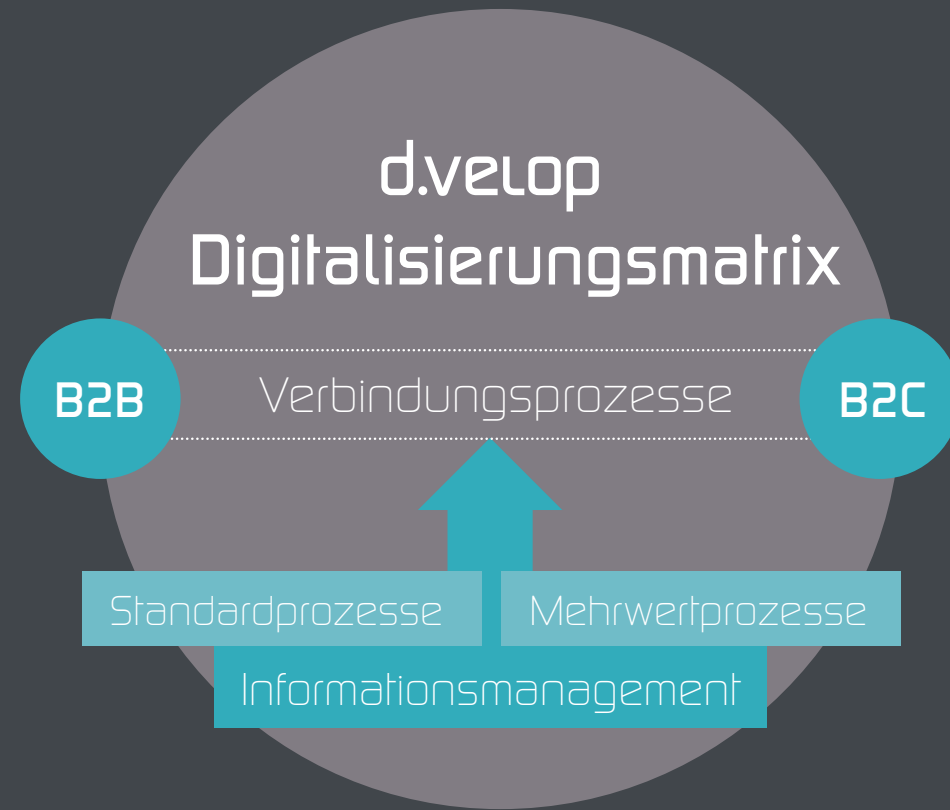 d.velop
Digitalisierungsmatrix
B2B
Verbindungsprozesse
B2C
Standardprozesse
Mehrwertprozesse
Informationsmanagement